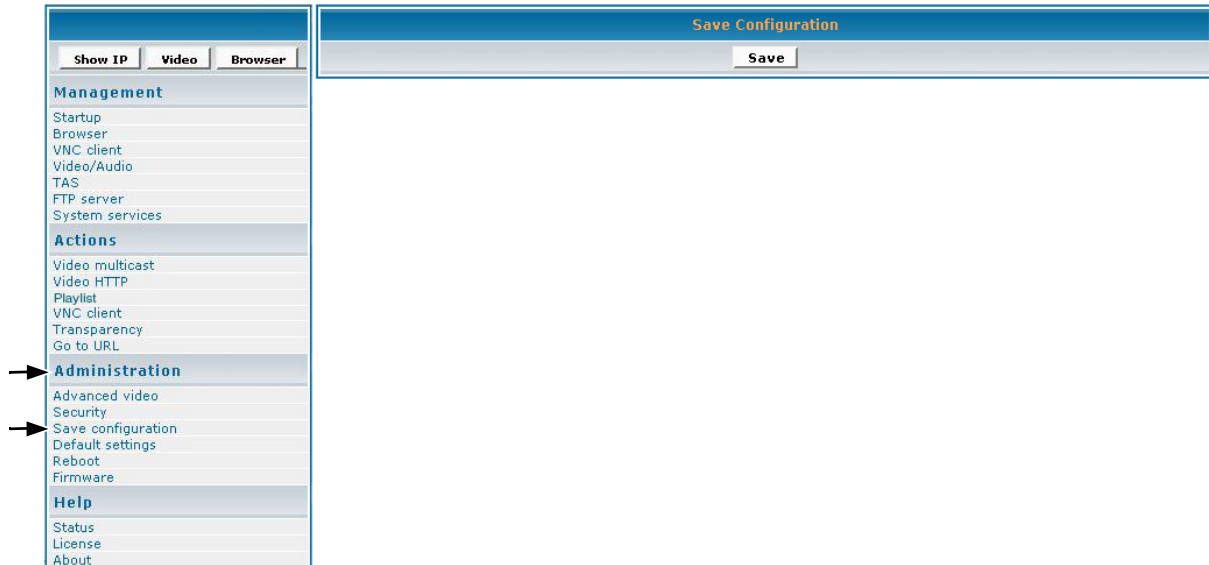 Show IP Video Browser
Management
Startup
Browser
VNC client
Video/Audio
TAS
FTP server
System services
Actions
Video multicast
Video HTTP
Playlist
VNC client
Transparency
Go to URL
Administration
Advanced video
Security
Save configuration
Default settings
Reboot
Firmware
Help
Status
License
About
Save Configuration
Save